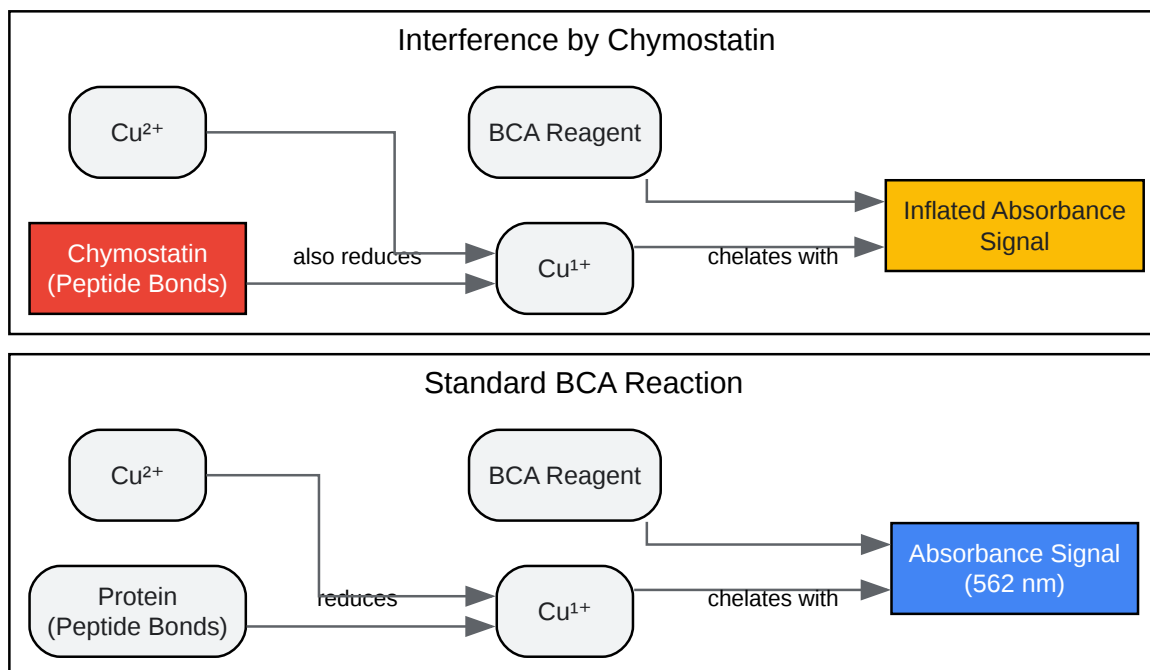 Interference by Chymostatin
Cu²⁺
BCA Reagent
Inflated Absorbance
Signal
Chymostatin
(Peptide Bonds)
also reduces
Cu¹⁺
chelates with
Standard BCA Reaction
Cu²⁺
BCA Reagent
Absorbance Signal
(562 nm)
Protein
(Peptide Bonds)
reduces
Cu¹⁺
chelates with